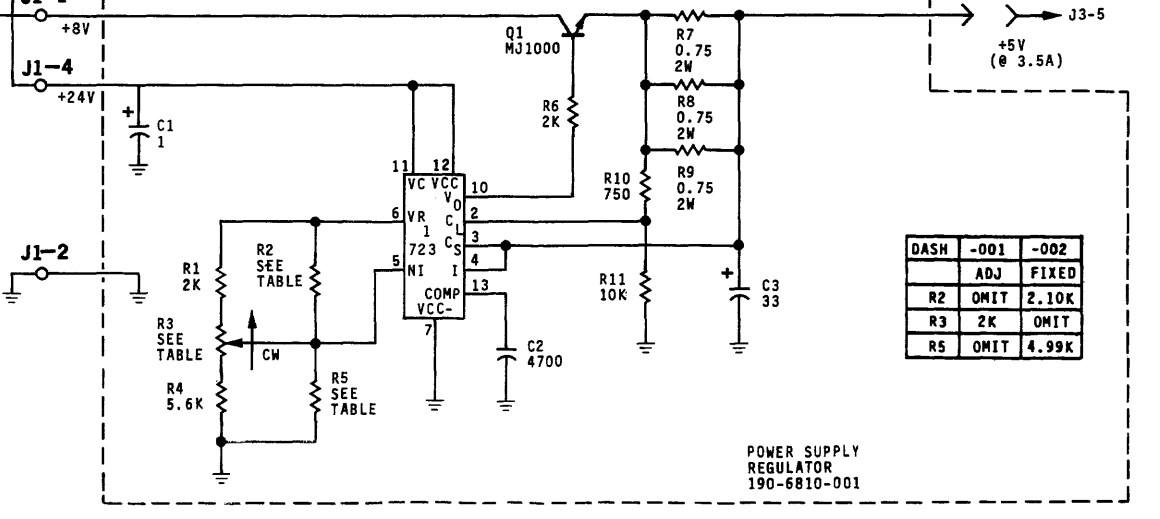 +8V
J1-4
+24V
+
C1
1
Q1
MJ1000
R6
2K
R7
0.75
2W
R8
0.75
2W
R9
0.75
2W
J3-5
+5V
(@ 3.5A)
R10
750
R11
10K
11 12
VC VCC
VO
10
6 VR
1
723
CL
2
CS
3
5 NI
I
4
COMP
13
VCC-
7
J1-2
R1
2K
R2
SEE
TABLE
R3
SEE
TABLE
CW
R4
5.6K
R5
SEE
TABLE
C2
4700
+
C3
33
DASH -001 -002
ADJ FIXED
R2 OMIT 2.10K
R3 2K OMIT
R5 OMIT 4.99K
POWER SUPPLY
REGULATOR
190-6810-001